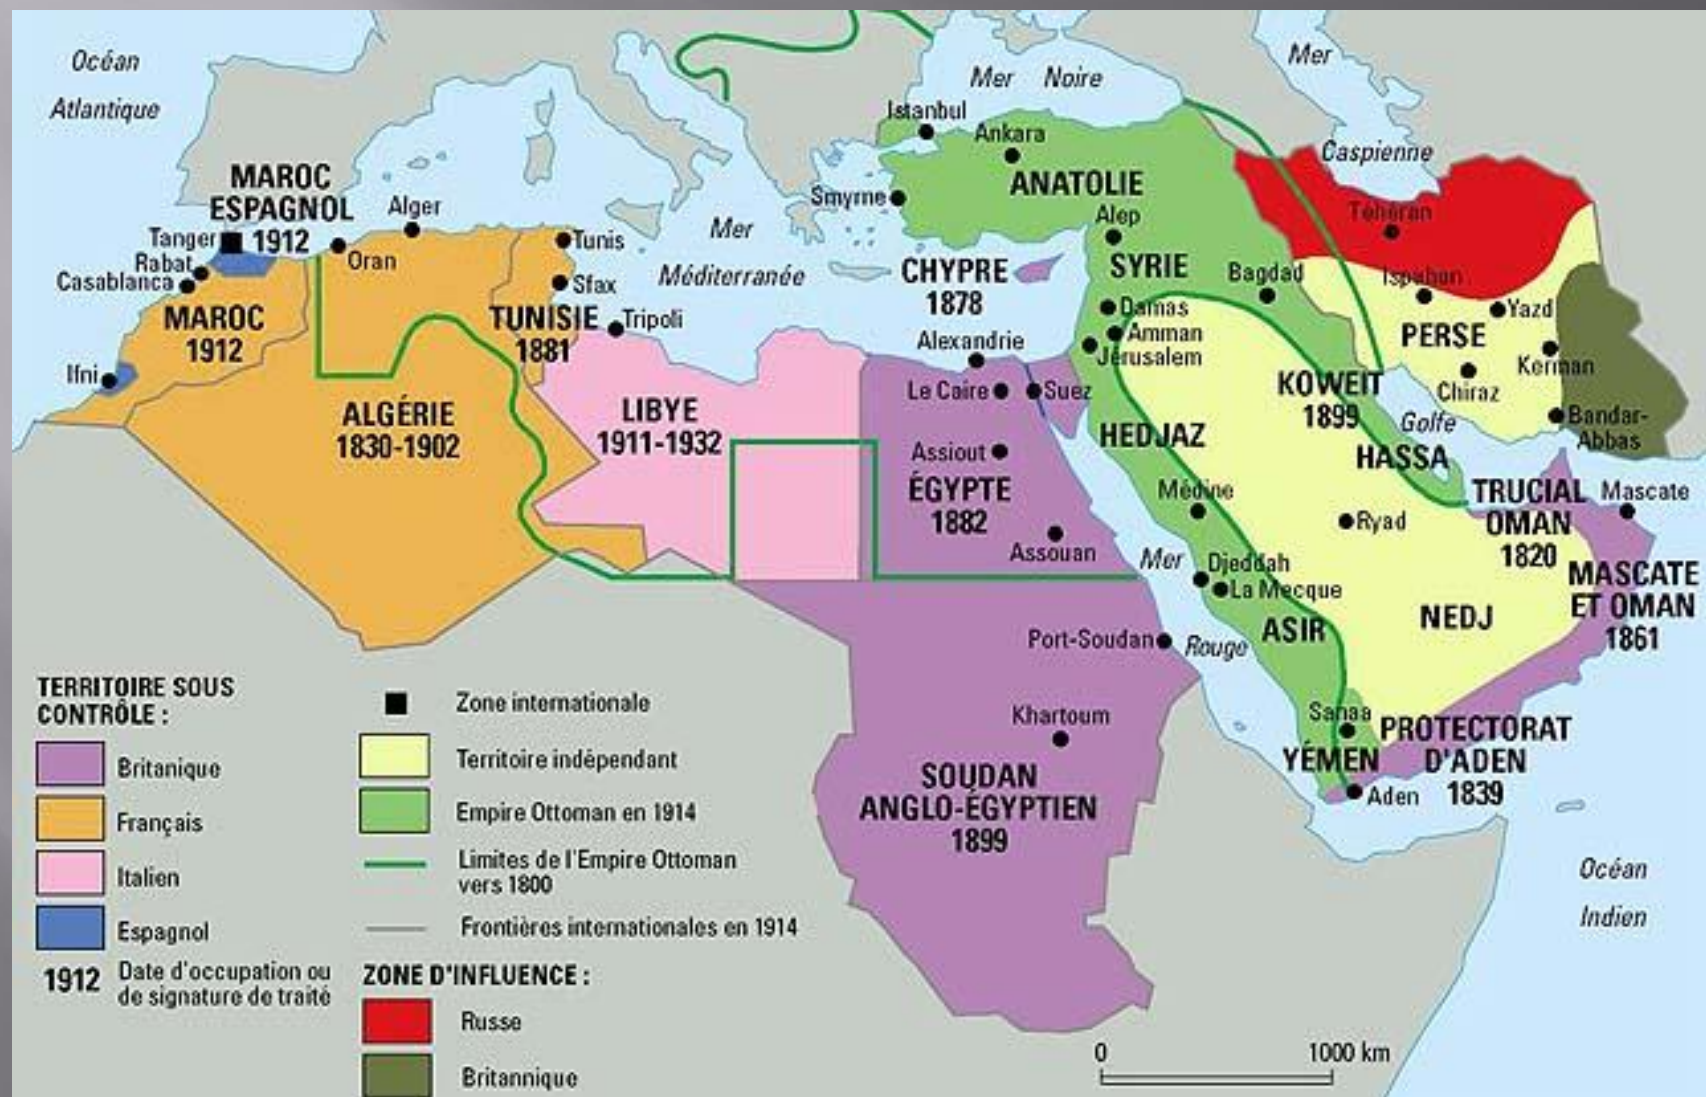 Océan
Atlantique
Mer Noire
Mer
Caspienne
Istanbul
Ankara
ANATOLIE
Smyrne
Alep
Téhéran
MAROC
ESPAGNOL
1912
Alger
Tanger
Oran
Rabat
Casablanca
Tunis
Sfax
Mer
Méditerranée
CHYPRE
1878
SYRIE
Bagdad
Ispahan
Yazd
MAROC
1912
TUNISIE
1881
Tripoli
Damas
Amman
Jérusalem
Alexandrie
PERSE
Kerman
Chiraz
Ifni
Le Caire
Suez
KOWEIT
1899
Golfe
Bandar-
Abbas
ALGÉRIE
1830-1902
LIBYE
1911-1932
HEDJAZ
HASSA
Assiout
ÉGYPTE
1882
Médine
Ryad
TRUCIAL
OMAN
1820
Mascate
Assouan
Mer
Rouge
Djeddah
La Mecque
MASCATE
ET OMAN
1861
NEDJ
ASIR
Port-Soudan
Khartoum
Sanaa
PROTECTORAT
D'ADEN
1839
YÉMEN
Aden
SOUDAN
ANGLO-ÉGYPTIEN
1899
Océan
Indien
TERRITOIRE SOUS
CONTRÔLE :
Britanique
Français
Italien
Espagnol
1912 Date d'occupation ou
de signature de traité
Zone internationale
Territoire indépendant
Empire Ottoman en 1914
Limites de l'Empire Ottoman
vers 1800
Frontières internationales en 1914
ZONE D'INFLUENCE :
Russe
Britannique
0 1000 km